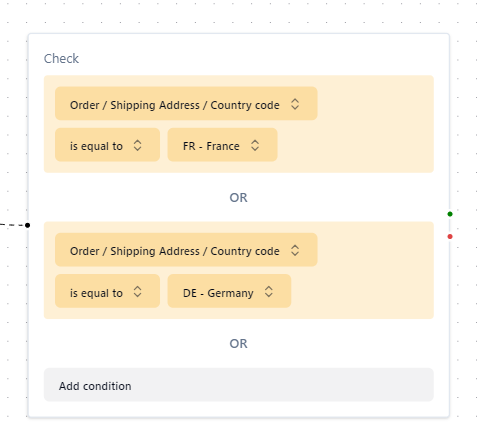 Check
Order / Shipping Address / Country code
is equal to FR - France
OR
Order / Shipping Address / Country code
is equal to DE - Germany
OR
Add condition